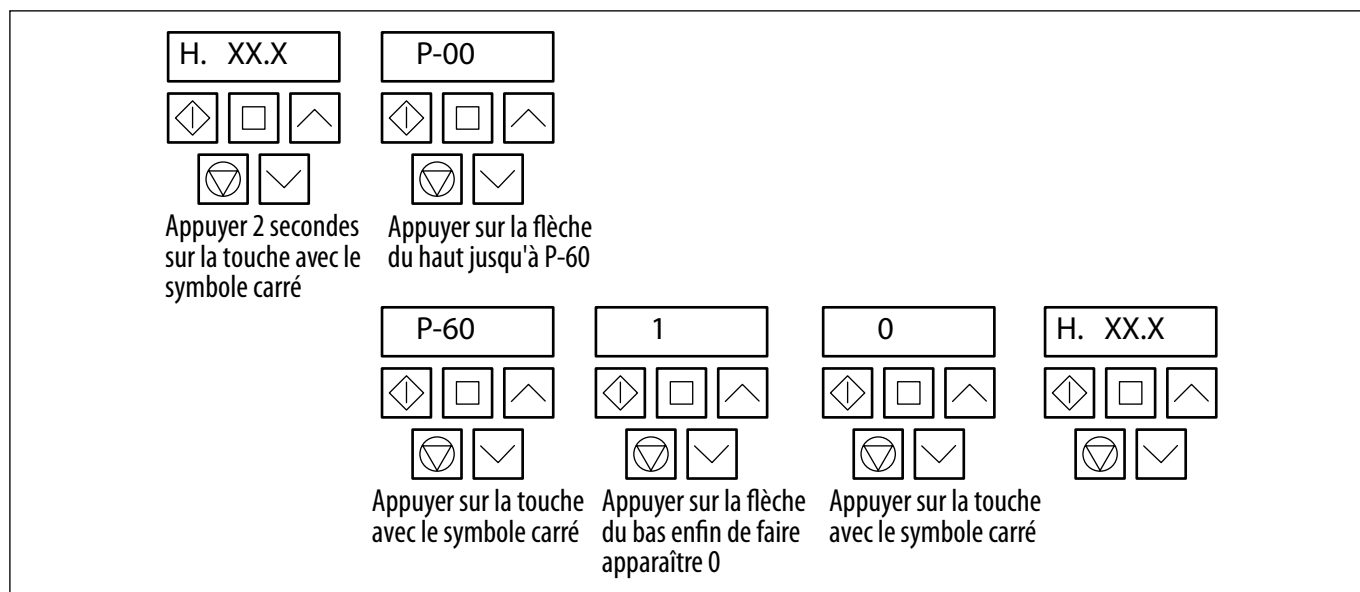 H. XX.X
P-00
Appuyer 2 secondes
sur la touche avec le
symbole carré
Appuyer sur la flèche
du haut jusqu'à P-60
P-60
1
0
H. XX.X
Appuyer sur la touche
avec le symbole carré
Appuyer sur la flèche
du bas enfin de faire
apparaître 0
Appuyer sur la touche
avec le symbole carré